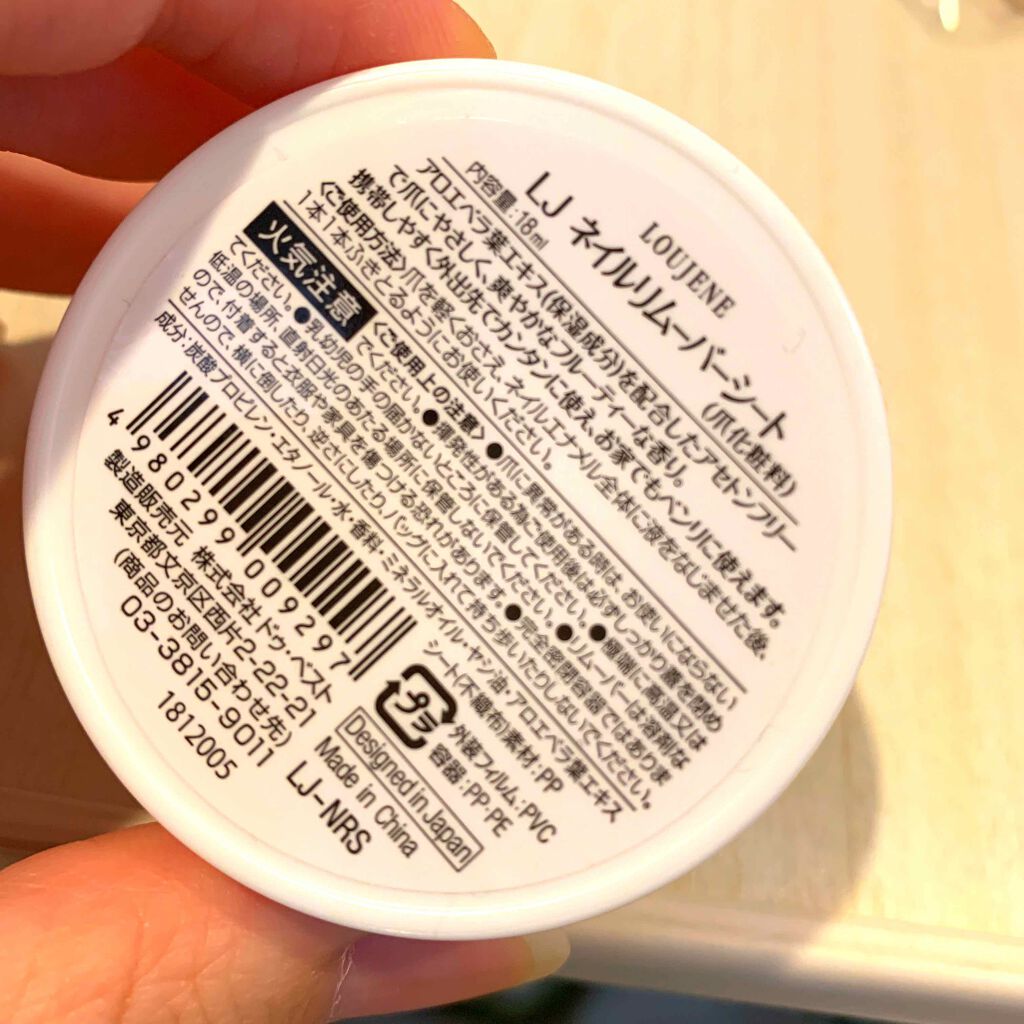 LOUJENE
LJ ネイルリムーバーシート
(爪化粧料)
内容量:18ml
アロエベラ葉エキス(保湿成分)を配合したアセトンフリー
で爪にやさしく、爽やかなフルーティーな香り。
携帯しやすく外出先でカンタンに使え、お家でもベンリに使えます。
〈ご使用方法〉爪を軽くおさえ、ネイルエナメル全体に液をなじませた後、
1本1本ふきとるようにお使いください。
火気注意
〈ご使用上の注意〉●爪に異常がある時は、お使いにならない
でください。●爆発性がある為、ご使用後は必ずしっかり蓋を閉め
てください。●乳幼児の手の届かないところに保管してください。●極端に高温又は
低温の場所、直射日光のあたる場所に保管しないでください。●リムーバーは溶剤な
ので、付着すると衣服や家具を傷つける恐れがあります。●完全密閉容器ではありま
せんので、横に倒したり、逆さにしたり、バッグに入れて持ち歩いたりしないでください。
成分:炭酸プロピレン・エタノール・水・香料・ミネラルオイル・ヤシ油・アロエベラ葉エキス
シート(不織布)素材:PP
4 980299 009297
プラ
外装フィルム:PVC
容器:PP・PE
製造販売元 株式会社ドゥ・ベスト
東京都文京区西片2-22-21
(商品のお問い合わせ先)
03-3815-9011
Designed in Japan
Made in China
1812005
LJ-NRS